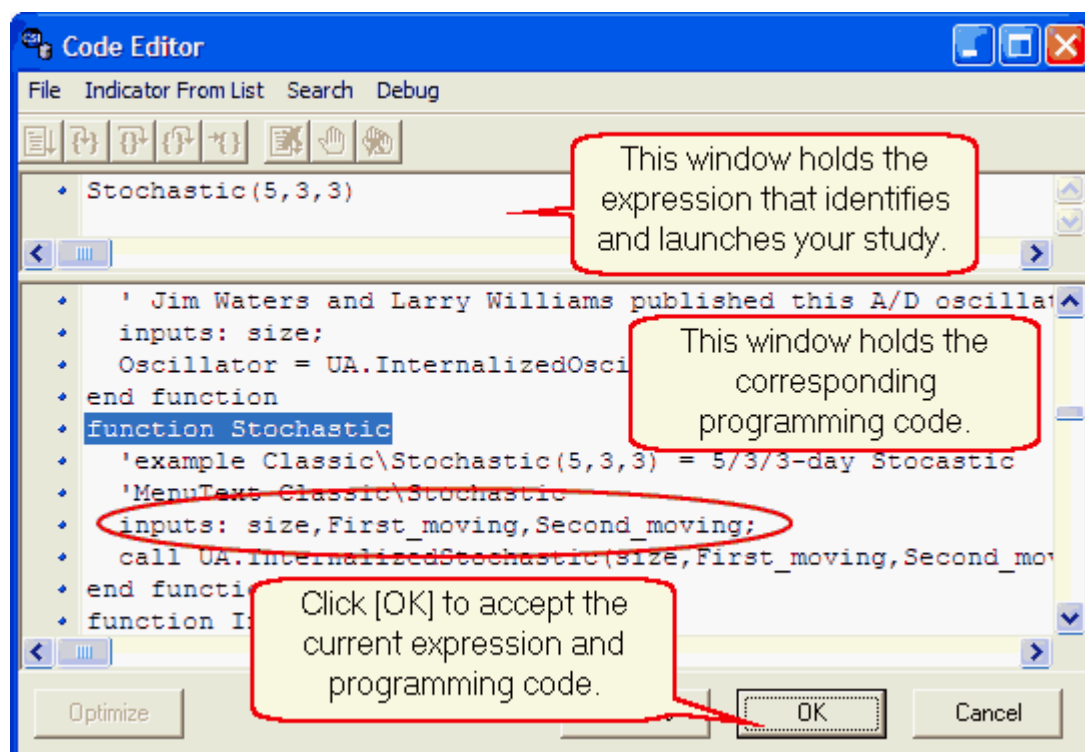 CSI
Code Editor
File Indicator From List Search Debug
Stochastic(5,3,3)
This window holds the
expression that identifies
and launches your study.
' Jim Waters and Larry Williams published this A/D oscillat
inputs: size;
Oscillator = UA.InternalizedOsci
end function
function Stochastic
'example Classic\Stochastic(5,3,3) = 5/3/3-day Stocastic
'MenuText Classic\Stochastic
inputs: size,First_moving,Second_moving;
call UA.InternalizedStochastic(size,First_moving,Second_mov
end functi
function I
This window holds the
corresponding
programming code.
Click [OK] to accept the
current expression and
programming code.
Optimize
OK
Cancel